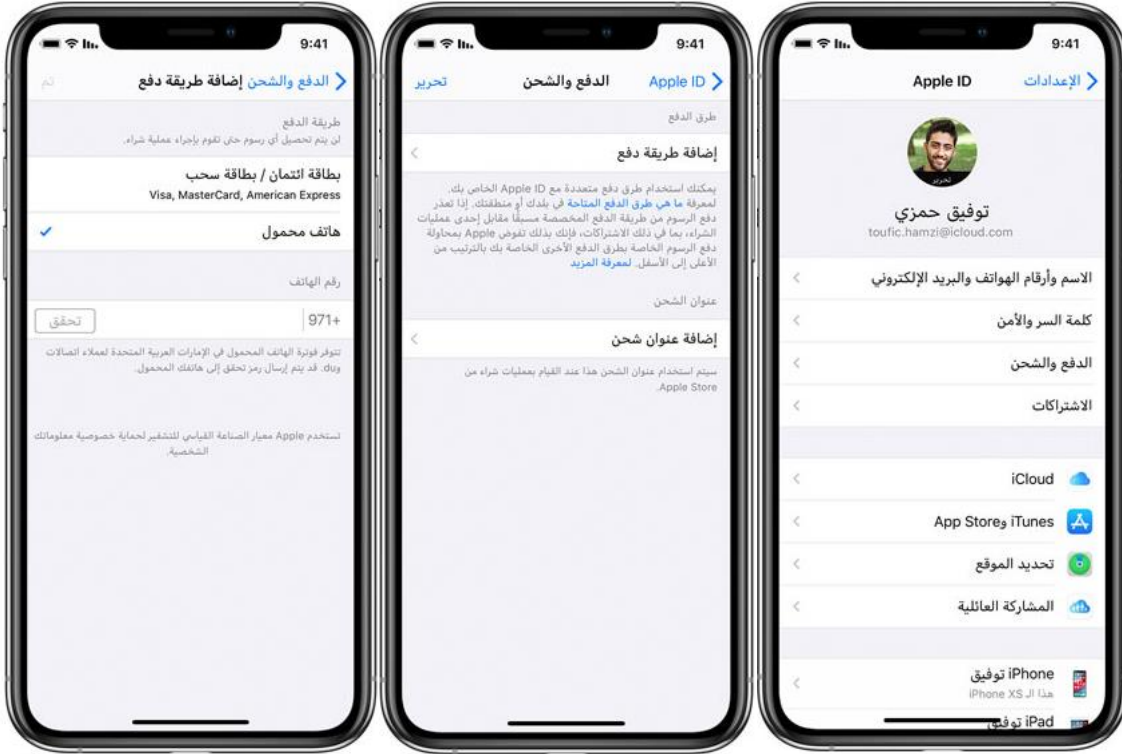 9:41
الإعدادات
Apple ID
تحرير
توفيق حمزي
toufic.hamzi@icloud.com
الاسم وأرقام الهواتف والبريد الإلكتروني
كلمة السر والأمن
الدفع والشحن
الاشتراكات
iCloud
iTunes وApp Store
تحديد الموقع
المشاركة العائلية
iPhone توفيق
هذا الـ iPhone XS
iPad توفيق
9:41
Apple ID
الدفع والشحن
تحرير
طرق الدفع
إضافة طريقة دفع
يمكنك استخدام طرق دفع متعددة مع Apple ID الخاص بك.
لمعرفة ما هي طرق الدفع المتاحة في بلدك أو منطقتك. إذا تعذر
دفع الرسوم من طريقة الدفع المخصصة مسبقًا مقابل إحدى عمليات
الشراء، بما في ذلك الاشتراكات، فإنك بذلك تفوض Apple بمحاولة
دفع الرسوم الخاصة بطرق الدفع الأخرى الخاصة بك بالترتيب من
الأعلى إلى الأسفل. لمعرفة المزيد
عنوان الشحن
إضافة عنوان شحن
سيتم استخدام عنوان الشحن هذا عند القيام بعمليات شراء من
Apple Store.
9:41
الدفع والشحن
إضافة طريقة دفع
تم
طريقة الدفع
لن يتم تحصيل أي رسوم حتى تقوم بإجراء عملية شراء.
بطاقة ائتمان / بطاقة سحب
Visa, MasterCard, American Express
هاتف محمول
رقم الهاتف
+971
تحقق
تتوفر فوترة الهاتف المحمول في الإمارات العربية المتحدة لعملاء اتصالات
وdu. قد يتم إرسال رمز تحقق إلى هاتفك المحمول.
تستخدم Apple معيار الصناعة القياسي للتشفير لحماية خصوصية معلوماتك
الشخصية.